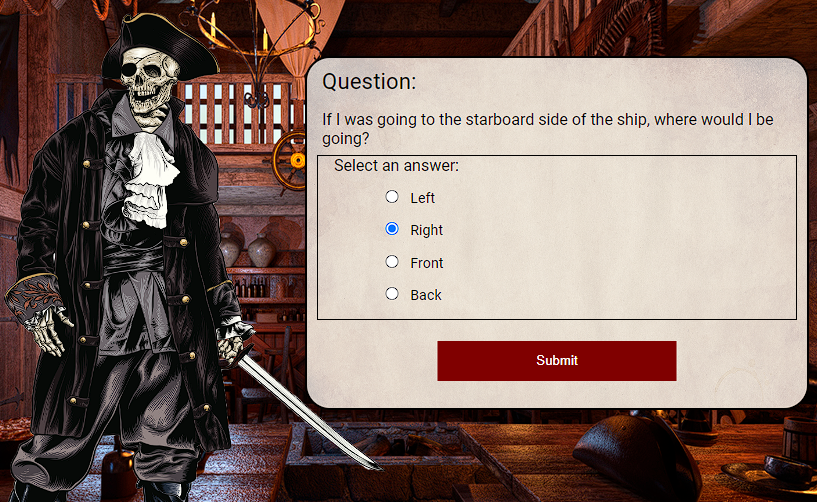 Question:
If I was going to the starboard side of the ship, where would I be
going?
Select an answer:
Left
Right
Front
Back
Submit